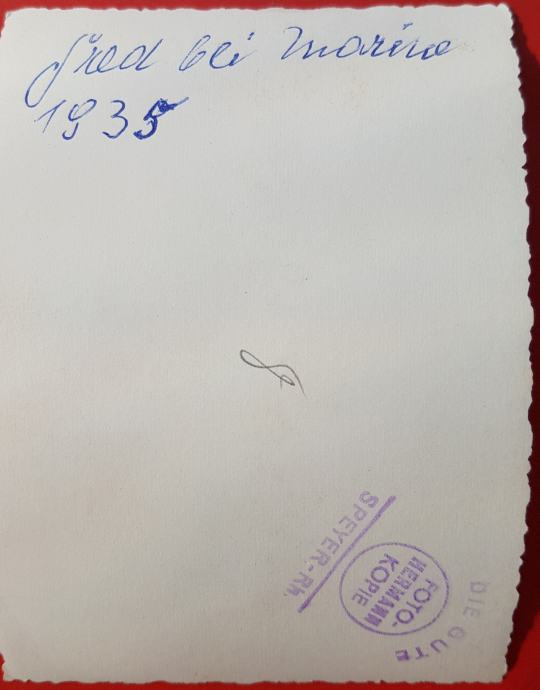 Fred bei Marine
1935
DIE GUTE
FOTO-
HERMANN
KOPIE
SPEYER-Rh.